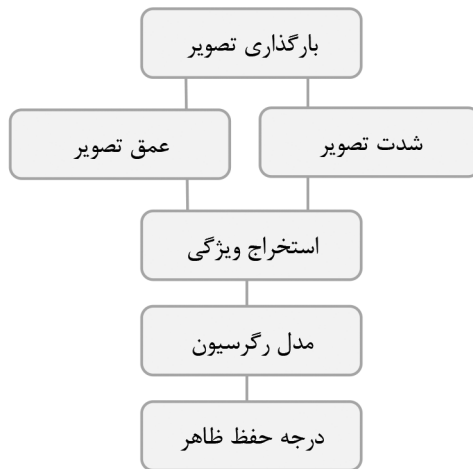 بارگذاری تصویر
شدت تصویر
عمق تصویر
استخراج ویژگی
مدل رگرسیون
درجه حفظ ظاهر